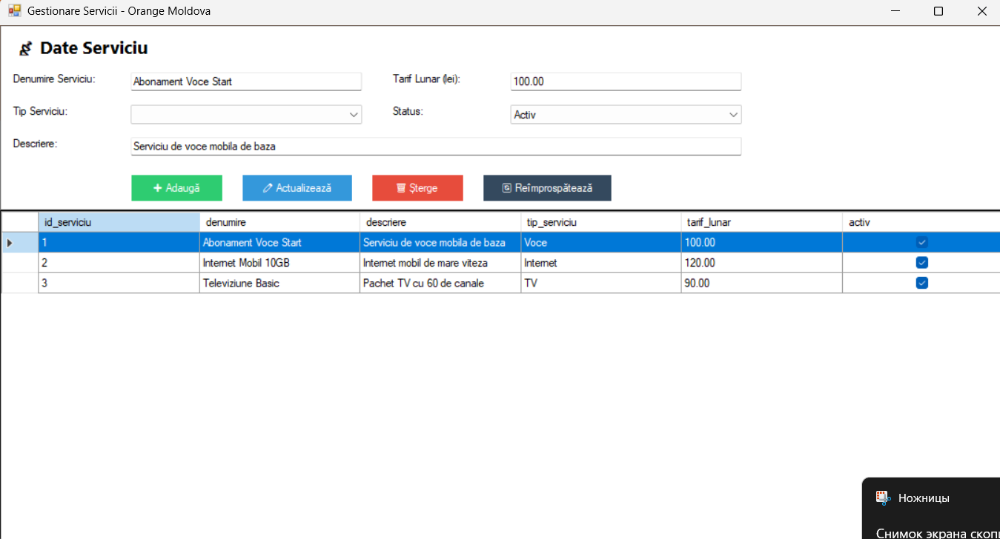 Gestionare Servicii - Orange Moldova
Date Serviciu
Denumire Serviciu: Abonament Voce Start Tarif Lunar (lei): 100.00
Tip Serviciu: Status: Activ
Descriere: Serviciu de voce mobila de baza
+ Adaugă Actualizează Șterge Reîmprospătează
id_serviciu denumire descriere tip_serviciu tarif_lunar activ
1 Abonament Voce Start Serviciu de voce mobila de baza Voce 100.00
2 Internet Mobil 10GB Internet mobil de mare viteza Internet 120.00
3 Televiziune Basic Pachet TV cu 60 de canale TV 90.00
Ножницы
Снимок экрана